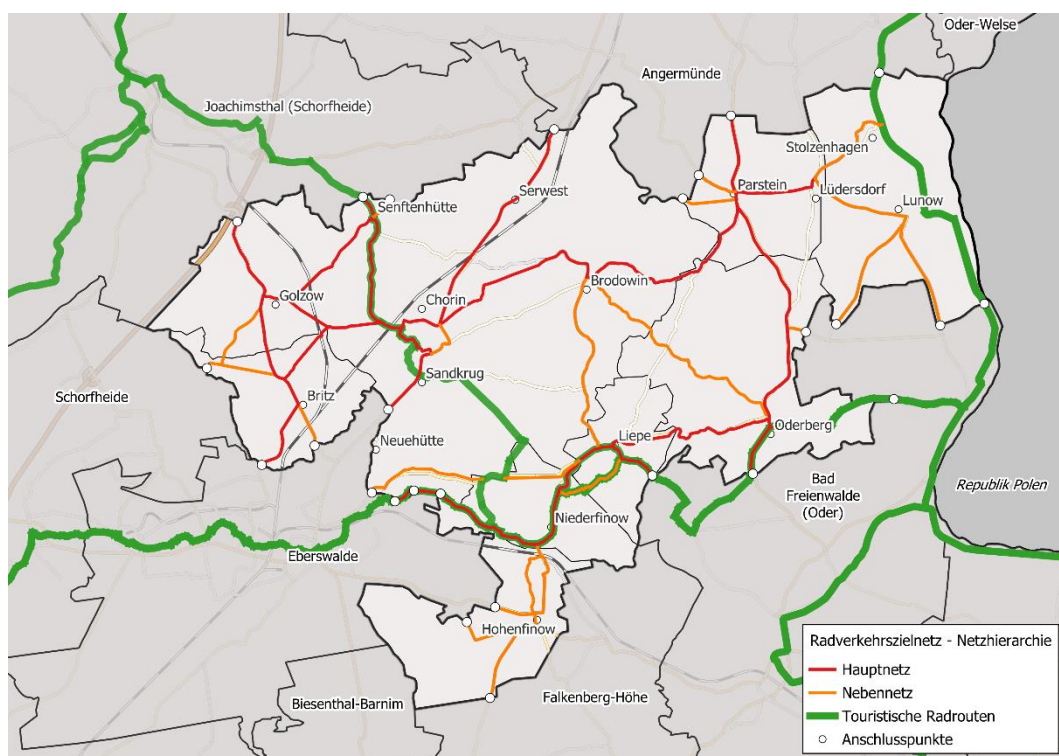 Oder-Welse
Angermünde
Joachimsthal (Schorfheide)
Stolzenhagen
Serwest
Parstein
Lüdersdorf
Senftenhütte
Lunow
Brodowin
Golzow
Chorin
Sandkrug
Schorfheide
Britz
Oderberg
Liepe
Neuehütte
Bad
Freienwalde
(Oder)
Republik Polen
Niederfinow
Eberswalde
Hohenfinow
Biesenthal-Barnim
Falkenberg-Höhe
Radverkehrszielnetz - Netzhierarchie
Hauptnetz
Nebennetz
Touristische Radrouten
Anschlusspunkte